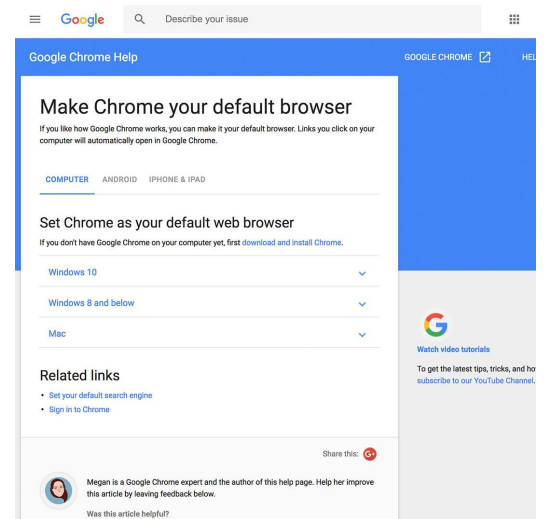 Google
Describe your issue
Google Chrome Help
GOOGLE CHROME
HEL
Make Chrome your default browser
If you like how Google Chrome works, you can make it your default browser. Links you click on your
computer will automatically open in Google Chrome.
COMPUTER ANDROID IPHONE & IPAD
Set Chrome as your default web browser
If you don't have Google Chrome on your computer yet, first download and install Chrome.
Windows 10
Windows 8 and below
Mac
Related links
• Set your default search engine
• Sign in to Chrome
Share this: G+
Megan is a Google Chrome expert and the author of this help page. Help her improve
this article by leaving feedback below.
Was this article helpful?
G
Watch video tutorials
To get the latest tips, tricks, and ho
subscribe to our YouTube Channel.